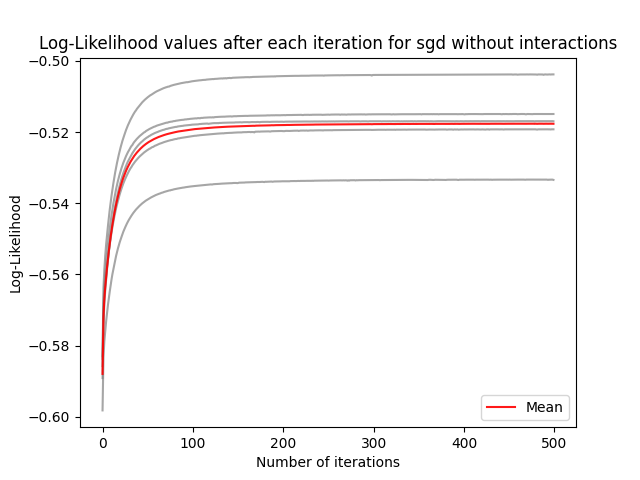 Log-Likelihood values after each iteration for sgd without interactions
−0.50
−0.52
−0.54
−0.56
−0.58
−0.60
Log-Likelihood
0 100 200 300 400 500
Number of iterations
Mean